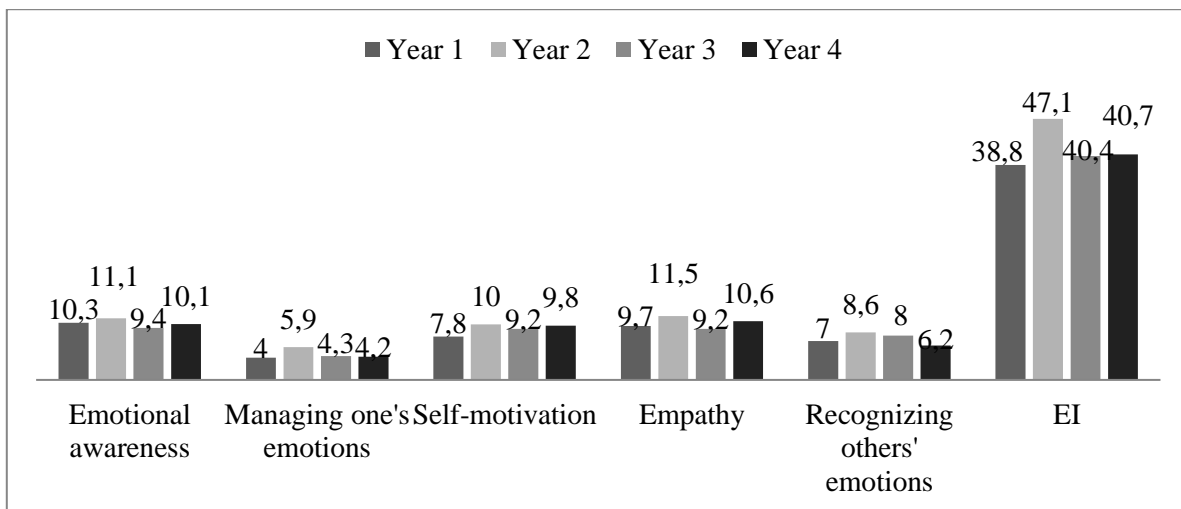 Year 1 Year 2 Year 3 Year 4
10,3 11,1 9,4 10,1
4 5,9 4,3 4,2
7,8 10 9,2 9,8
9,7 11,5 9,2 10,6
7 8,6 8 6,2
38,8 47,1 40,4 40,7
Emotional
awareness
Managing one's
emotions
Self-motivation
Empathy
Recognizing
others'
emotions
EI